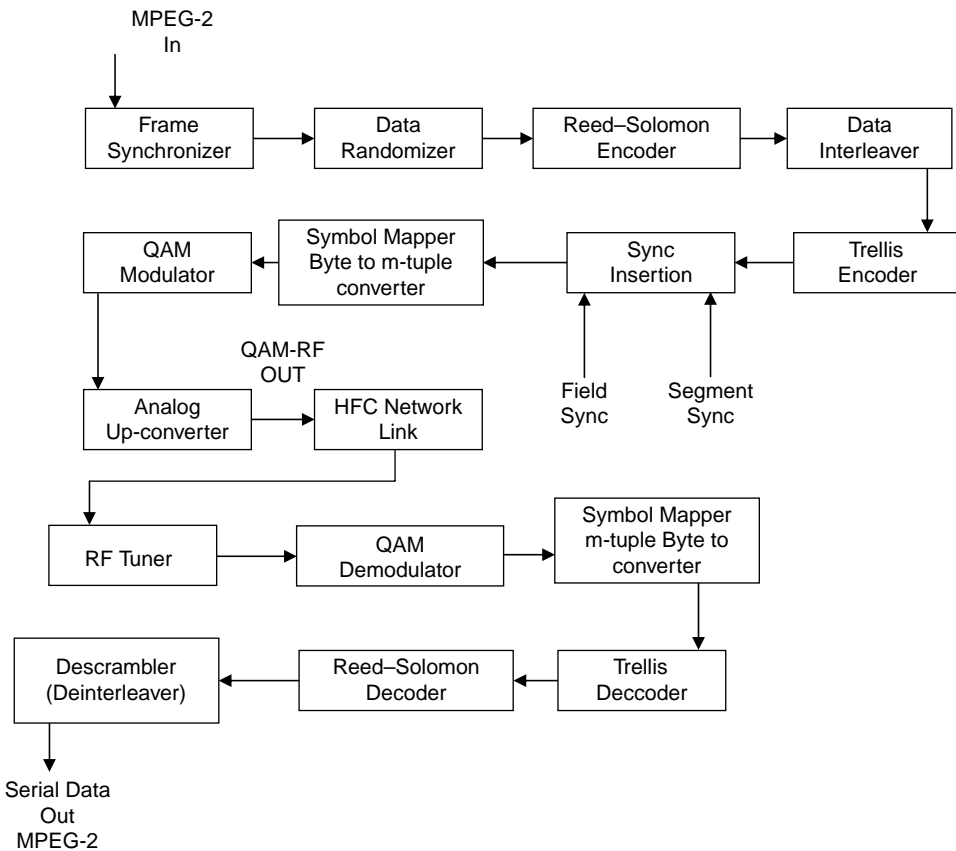 MPEG-2
In
Frame
Synchronizer
Data
Randomizer
Reed–Solomon
Encoder
Data
Interleaver
QAM
Modulator
Symbol Mapper
Byte to m-tuple
converter
Sync
Insertion
Trellis
Encoder
QAM-RF
OUT
Field
Sync
Segment
Sync
Analog
Up-converter
HFC Network
Link
RF Tuner
QAM
Demodulator
Symbol Mapper
m-tuple Byte to
converter
Descrambler
(Deinterleaver)
Reed–Solomon
Decoder
Trellis
Deccoder
Serial Data
Out
MPEG-2